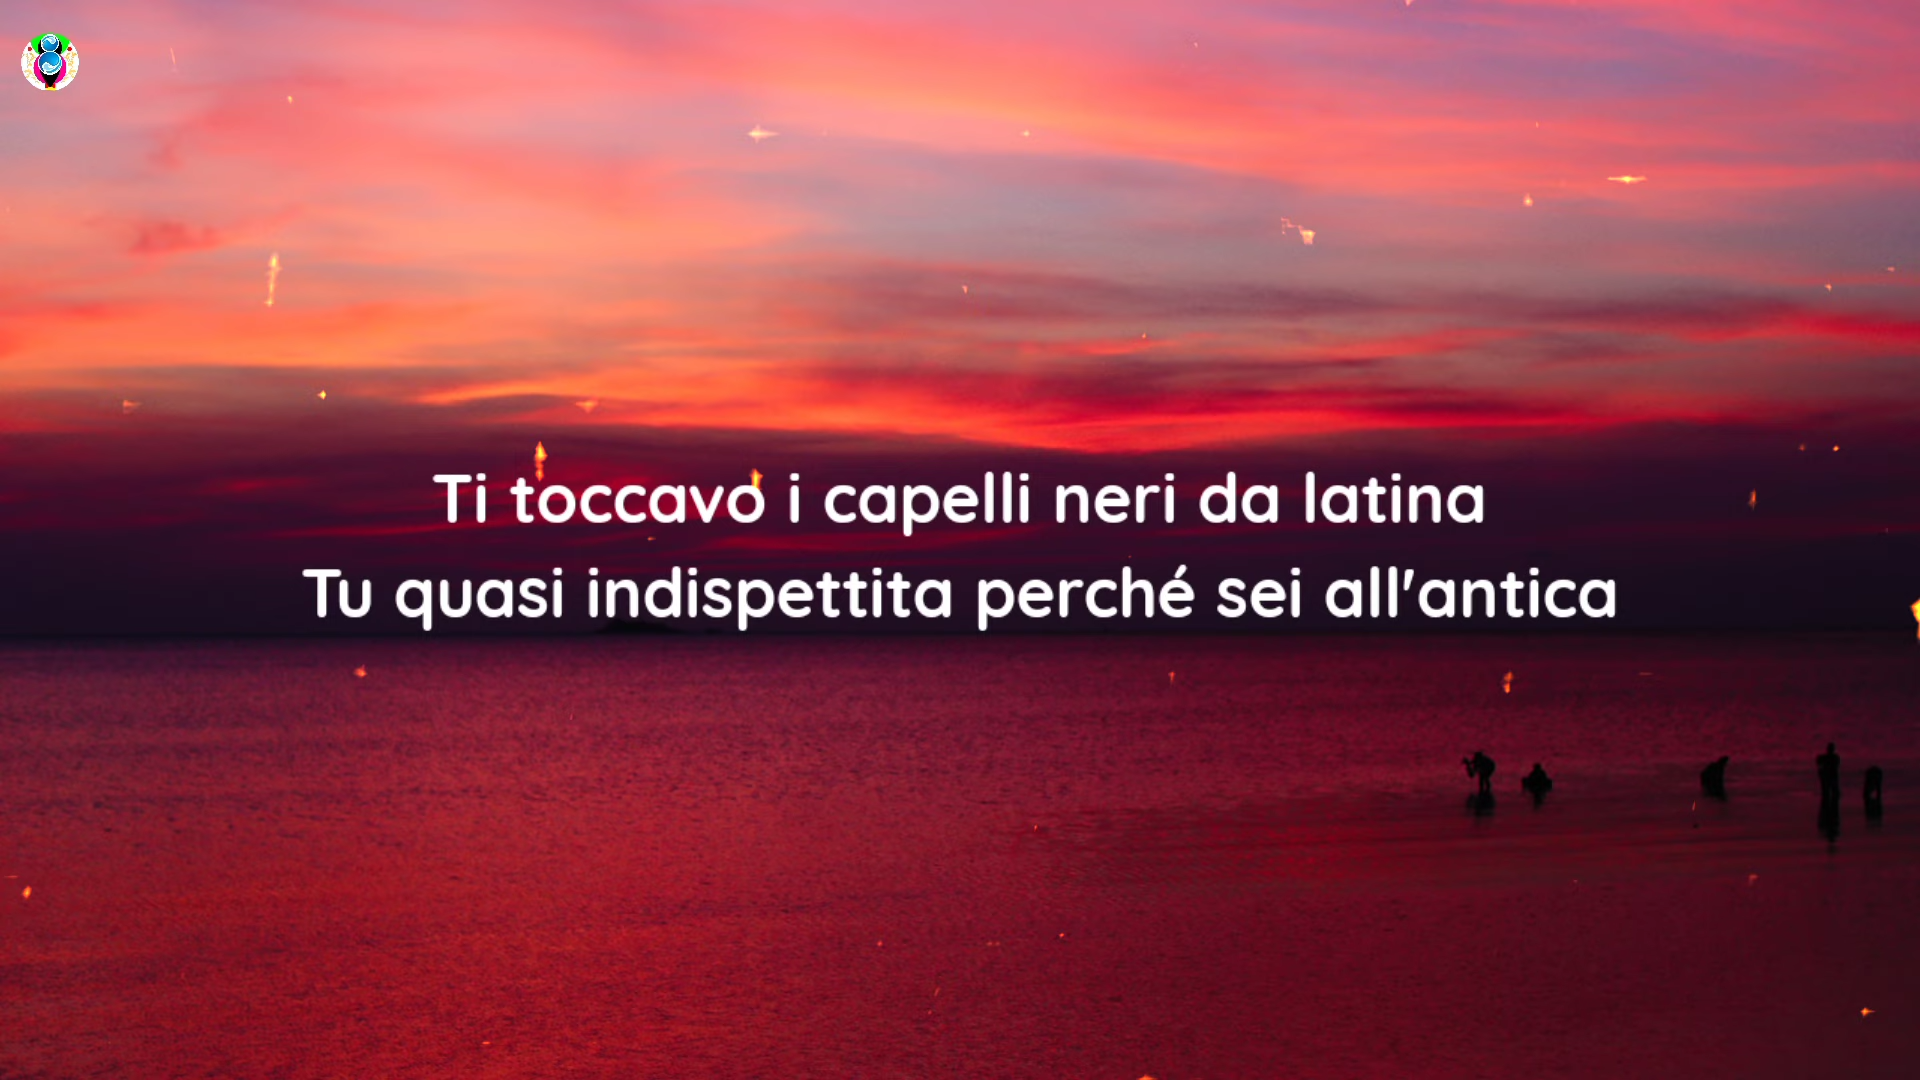 Ti toccavo i capelli neri da latina
Tu quasi indispettita perché sei all'antica